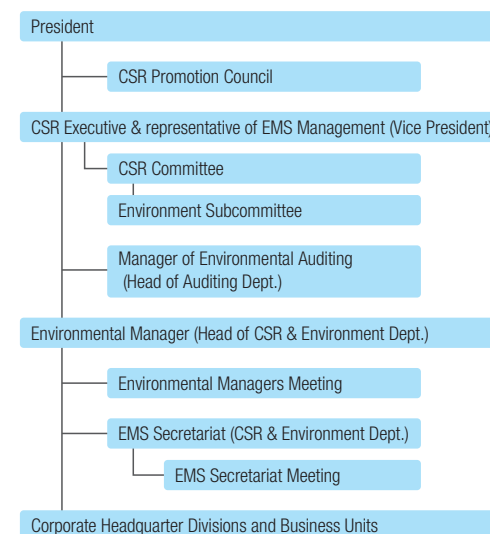 President
CSR Promotion Council
CSR Executive & representative of EMS Management (Vice President)
CSR Committee
Environment Subcommittee
Manager of Environmental Auditing
(Head of Auditing Dept.)
Environmental Manager (Head of CSR & Environment Dept.)
Environmental Managers Meeting
EMS Secretariat (CSR & Environment Dept.)
EMS Secretariat Meeting
Corporate Headquarter Divisions and Business Units